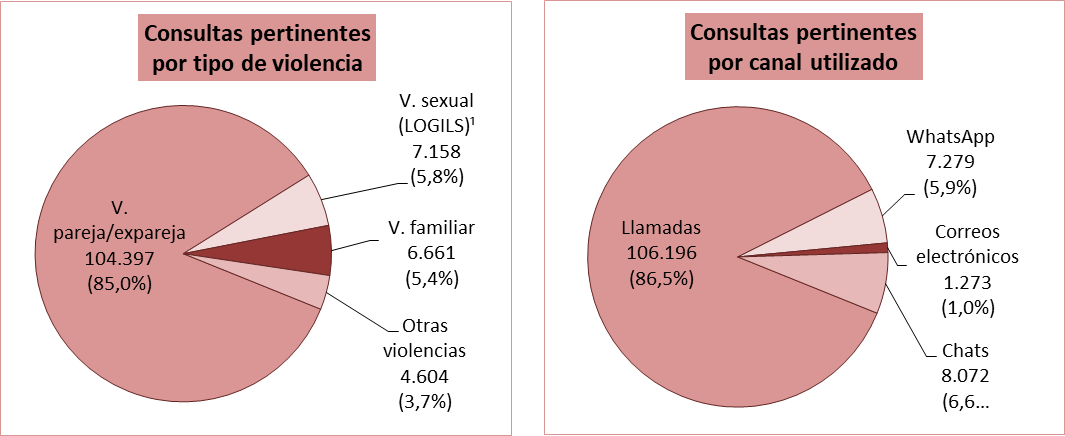 Consultas pertinentes
por tipo de violencia
V. sexual
(LOGILS)¹
7.158
(5,8%)
V.
pareja/expareja
104.397
(85,0%)
V. familiar
6.661
(5,4%)
Otras
violencias
4.604
(3,7%)
Consultas pertinentes
por canal utilizado
WhatsApp
7.279
(5,9%)
Llamadas
106.196
(86,5%)
Correos
electrónicos
1.273
(1,0%)
Chats
8.072
(6,6...